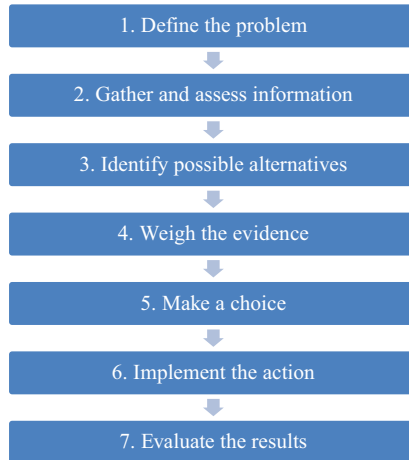 1. Define the problem
2. Gather and assess information
3. Identify possible alternatives
4. Weigh the evidence
5. Make a choice
6. Implement the action
7. Evaluate the results